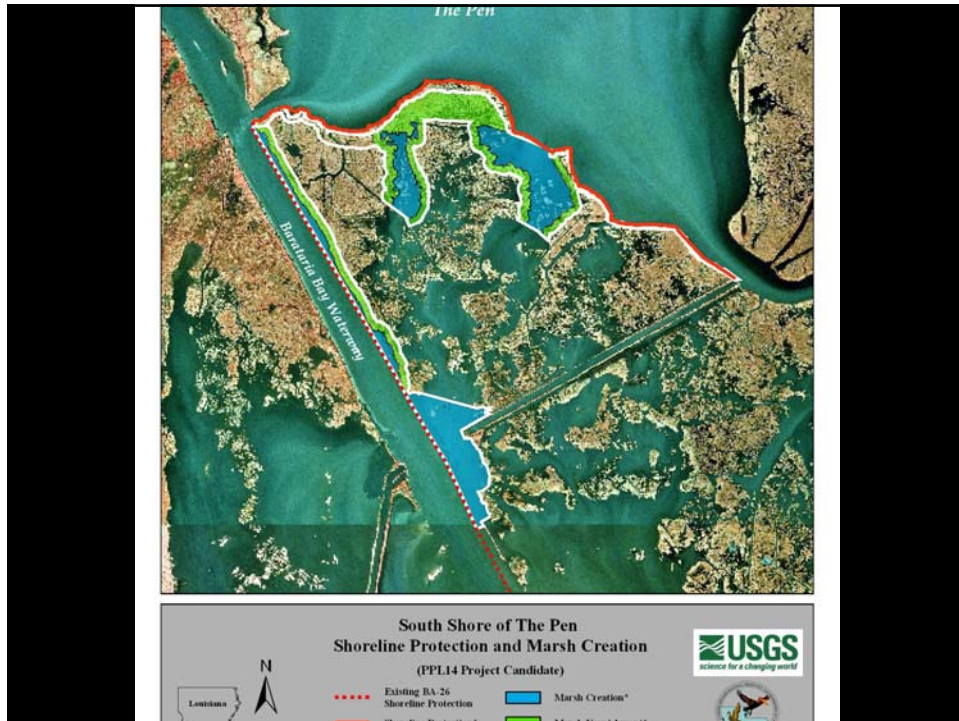 The Pen
Barataria Bay Waterway
South Shore of The Pen
Shoreline Protection and Marsh Creation
(PPL14 Project Candidate)
USGS
science for a changing world
N
Louisiana
Existing BA-26
Shoreline Protection
Marsh Creation*